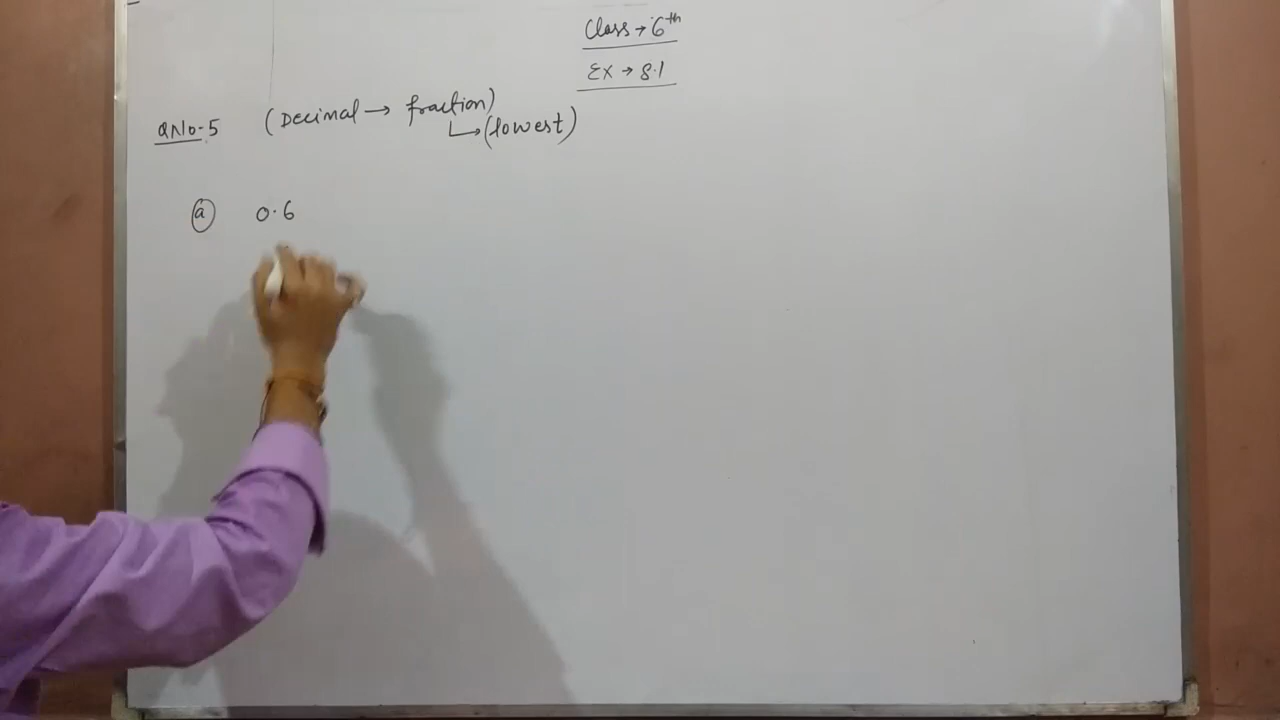 Class → 6th
Ex → 8.1
QNo-5. (Decimal → fraction)
↳ (lowest)
(a) 0.6